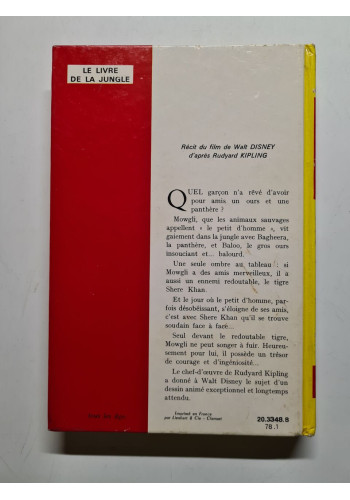 LE LIVRE
DE LA JUNGLE
Récit du film de Walt DISNEY
d'après Rudyard KIPLING
QUEL garçon n'a rêvé d'avoir
pour amis un ours et une
panthère ?
Mowgli, que les animaux sauvages
appellent « le petit d'homme », vit
gaiement dans la jungle avec Bagheera,
la panthère, et Baloo, le gros ours
insouciant et... balourd.
Une seule ombre au tableau : si
Mowgli a des amis merveilleux, il a
aussi un ennemi redoutable, le tigre
Shere Khan.
Et le jour où le petit d'homme, par-
fois désobéissant, s'éloigne de ses amis,
c'est avec Shere Khan qu'il se trouve
soudain face à face...
Seul devant le redoutable tigre,
Mowgli ne peut songer à fuir. Heureu-
sement pour lui, il possède un trésor
de courage et d'ingéniosité...
Le chef-d'œuvre de Rudyard Kipling
a donné à Walt Disney le sujet d'un
dessin animé exceptionnel et longtemps
attendu.
Imprimé en France
20.3348.8
78.1